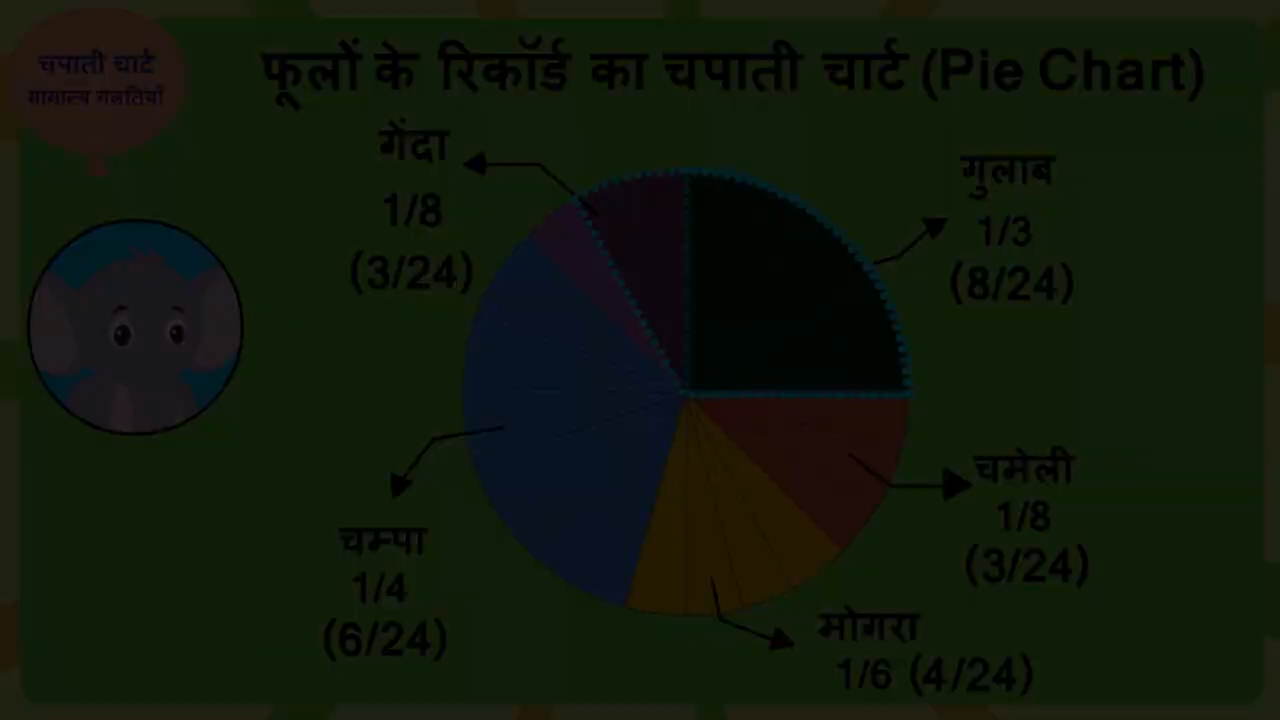 चपाती चार्ट
सामान्य गलतियाँ
फूलों के रिकॉर्ड का चपाती चार्ट (Pie Chart)
गेंदा
1/8
(3/24)
गुलाब
1/3
(8/24)
चमेली
1/8
(3/24)
चम्पा
1/4
(6/24)
मोगरा
1/6 (4/24)